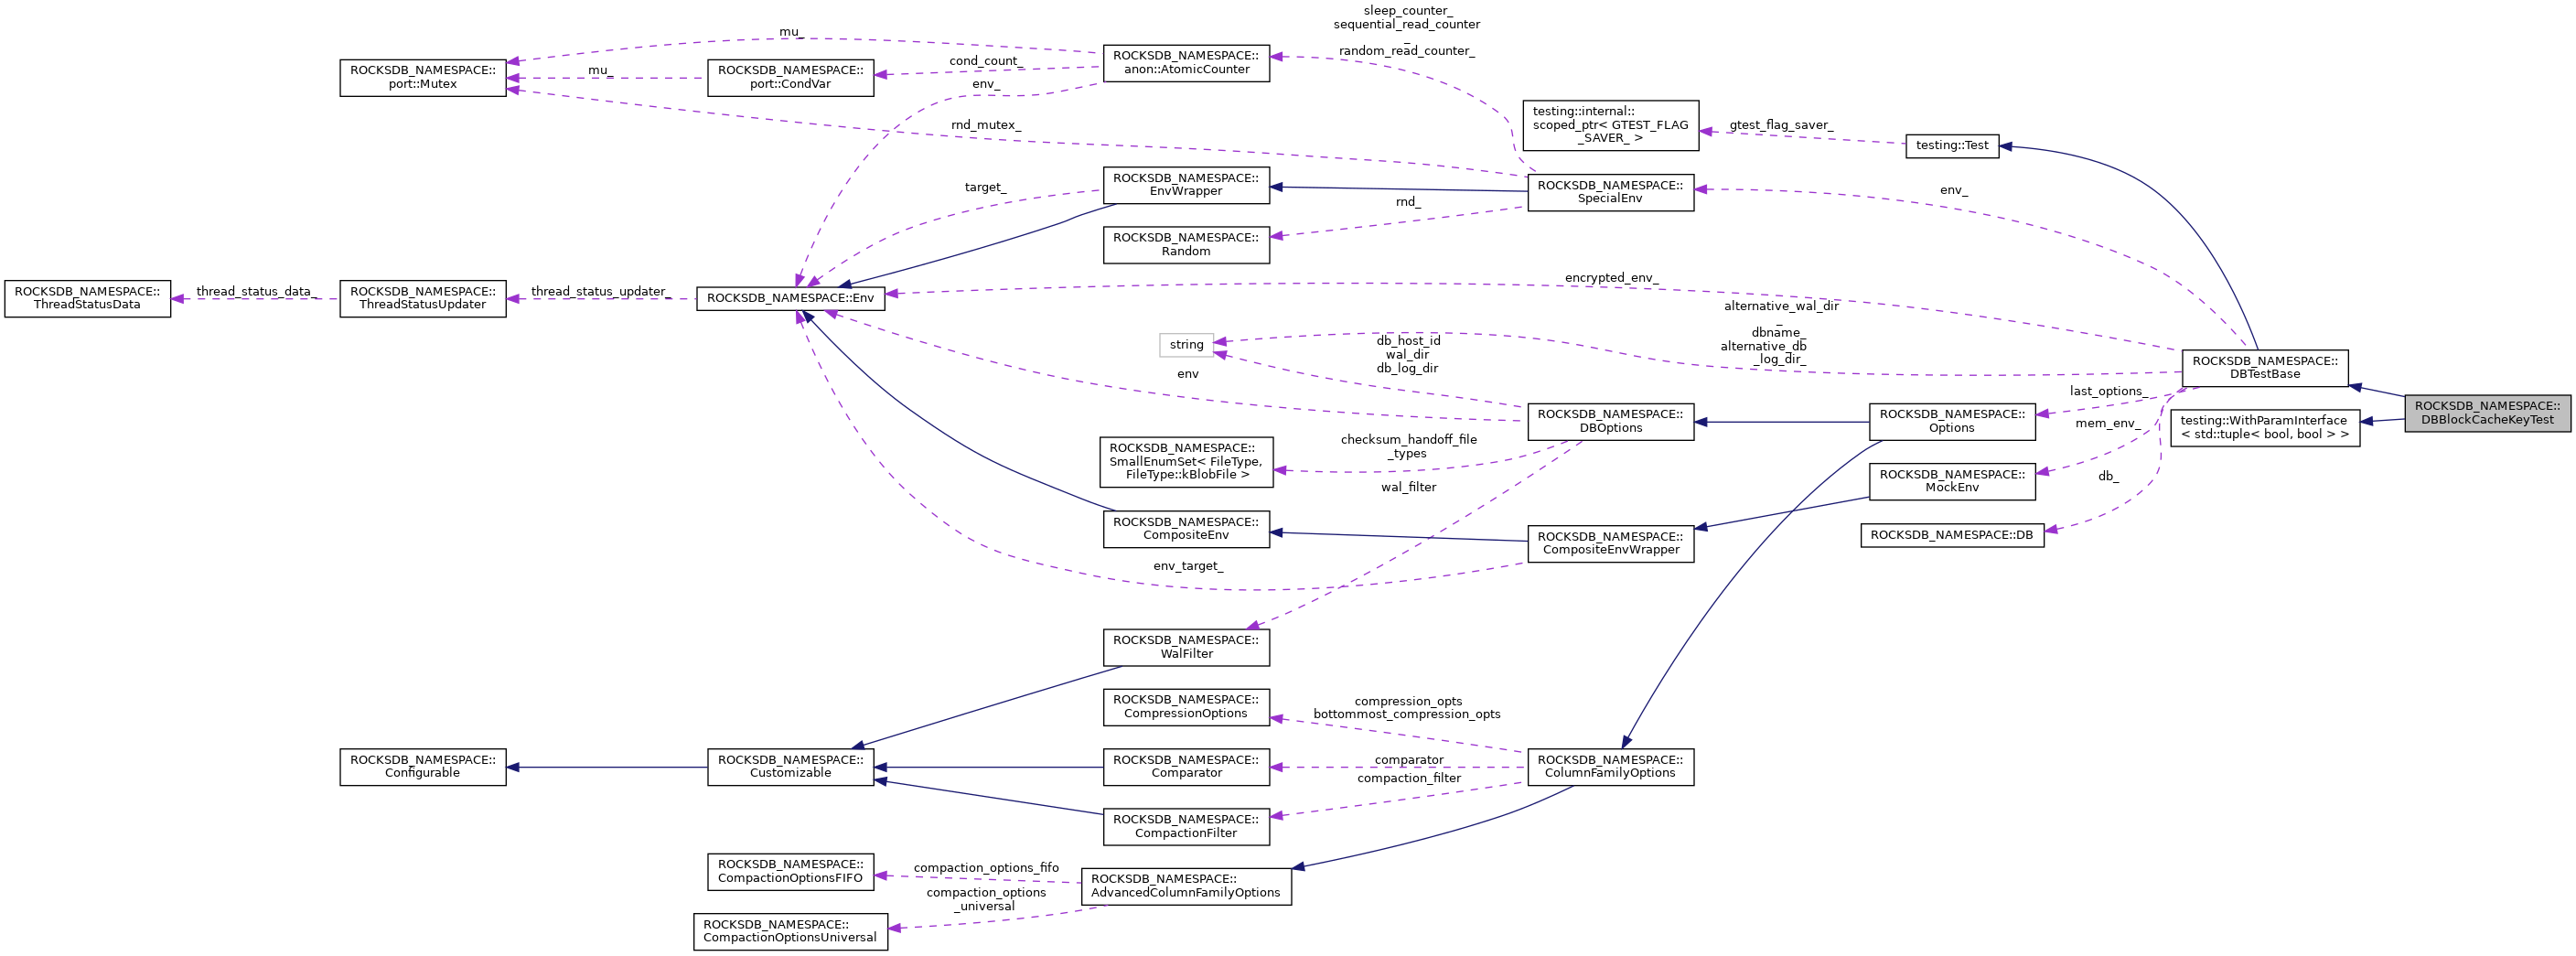 sleep_counter_
sequential_read_counter
_
random_read_counter_
mu_
ROCKSDB_NAMESPACE::
anon::AtomicCounter
cond_count_
env_
ROCKSDB_NAMESPACE::
port::Mutex
mu_
ROCKSDB_NAMESPACE::
port::CondVar
rnd_mutex_
testing::internal::
scoped_ptr< GTEST_FLAG
_SAVER_ >
gtest_flag_saver_
testing::Test
ROCKSDB_NAMESPACE::
EnvWrapper
target_
ROCKSDB_NAMESPACE::
SpecialEnv
env_
rnd_
ROCKSDB_NAMESPACE::
Random
ROCKSDB_NAMESPACE::
ThreadStatusData
thread_status_data_
ROCKSDB_NAMESPACE::
ThreadStatusUpdater
thread_status_updater_
ROCKSDB_NAMESPACE::Env
encrypted_env_
alternative_wal_dir
_
dbname_
alternative_db
_log_dir_
string
db_host_id
wal_dir
db_log_dir
env
ROCKSDB_NAMESPACE::
DBTestBase
ROCKSDB_NAMESPACE::
DBBlockCacheKeyTest
testing::WithParamInterface
< std::tuple< bool, bool > >
last_options_
mem_env_
db_
ROCKSDB_NAMESPACE::
DBOptions
ROCKSDB_NAMESPACE::
Options
checksum_handoff_file
_types
ROCKSDB_NAMESPACE::
SmallEnumSet< FileType,
FileType::kBlobFile >
wal_filter
ROCKSDB_NAMESPACE::
MockEnv
ROCKSDB_NAMESPACE::DB
ROCKSDB_NAMESPACE::
CompositeEnv
ROCKSDB_NAMESPACE::
CompositeEnvWrapper
env_target_
ROCKSDB_NAMESPACE::
WalFilter
ROCKSDB_NAMESPACE::
CompressionOptions
compression_opts
bottommost_compression_opts
ROCKSDB_NAMESPACE::
Configurable
ROCKSDB_NAMESPACE::
Customizable
ROCKSDB_NAMESPACE::
Comparator
comparator
compaction_filter
ROCKSDB_NAMESPACE::
ColumnFamilyOptions
ROCKSDB_NAMESPACE::
CompactionFilter
ROCKSDB_NAMESPACE::
CompactionOptionsFIFO
compaction_options_fifo
compaction_options
_universal
ROCKSDB_NAMESPACE::
AdvancedColumnFamilyOptions
ROCKSDB_NAMESPACE::
CompactionOptionsUniversal